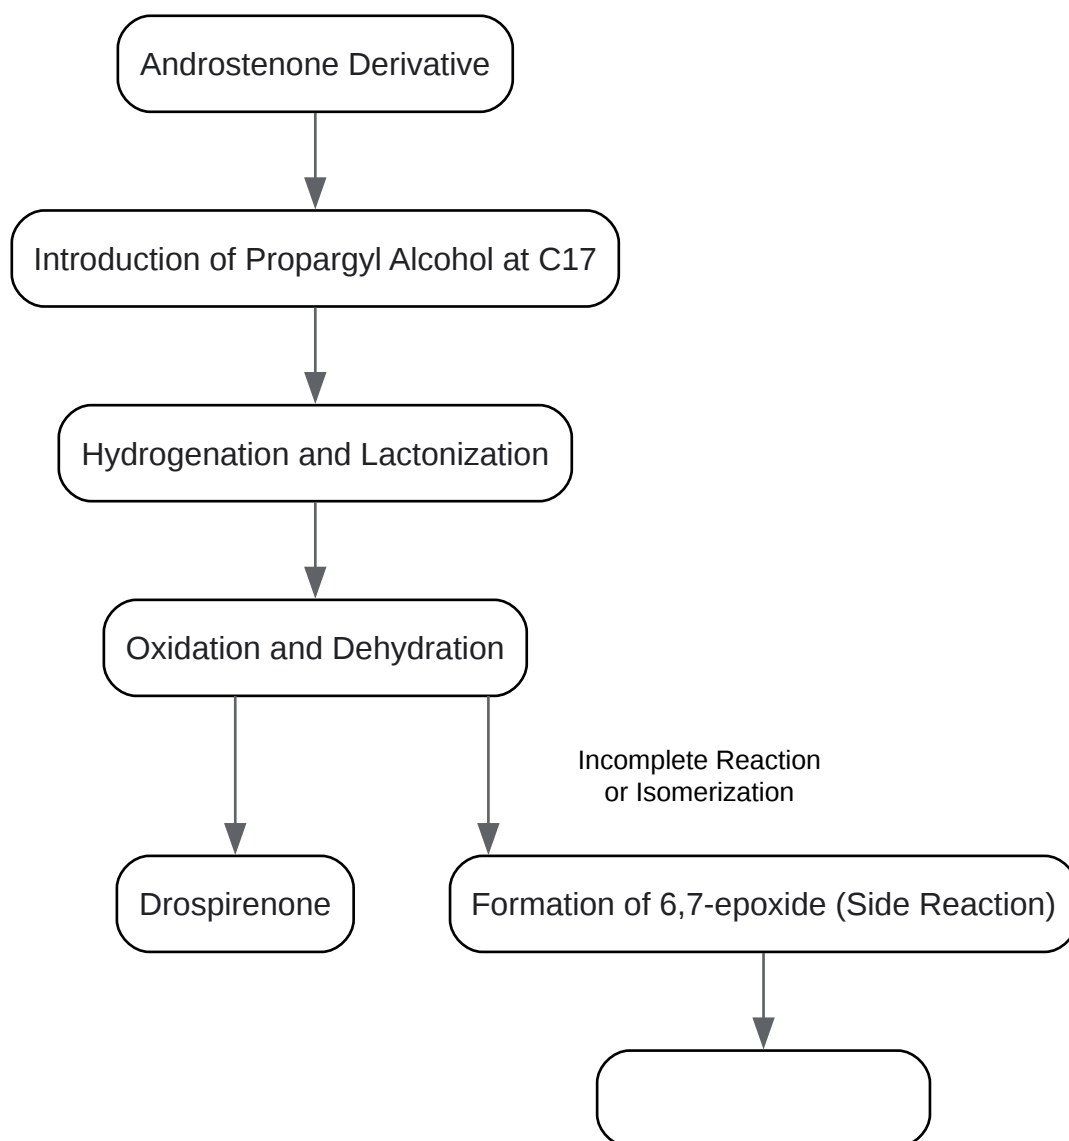 Androstenone Derivative
Introduction of Propargyl Alcohol at C17
Hydrogenation and Lactonization
Oxidation and Dehydration
Incomplete Reaction
or Isomerization
Drospirenone
Formation of 6,7-epoxide (Side Reaction)